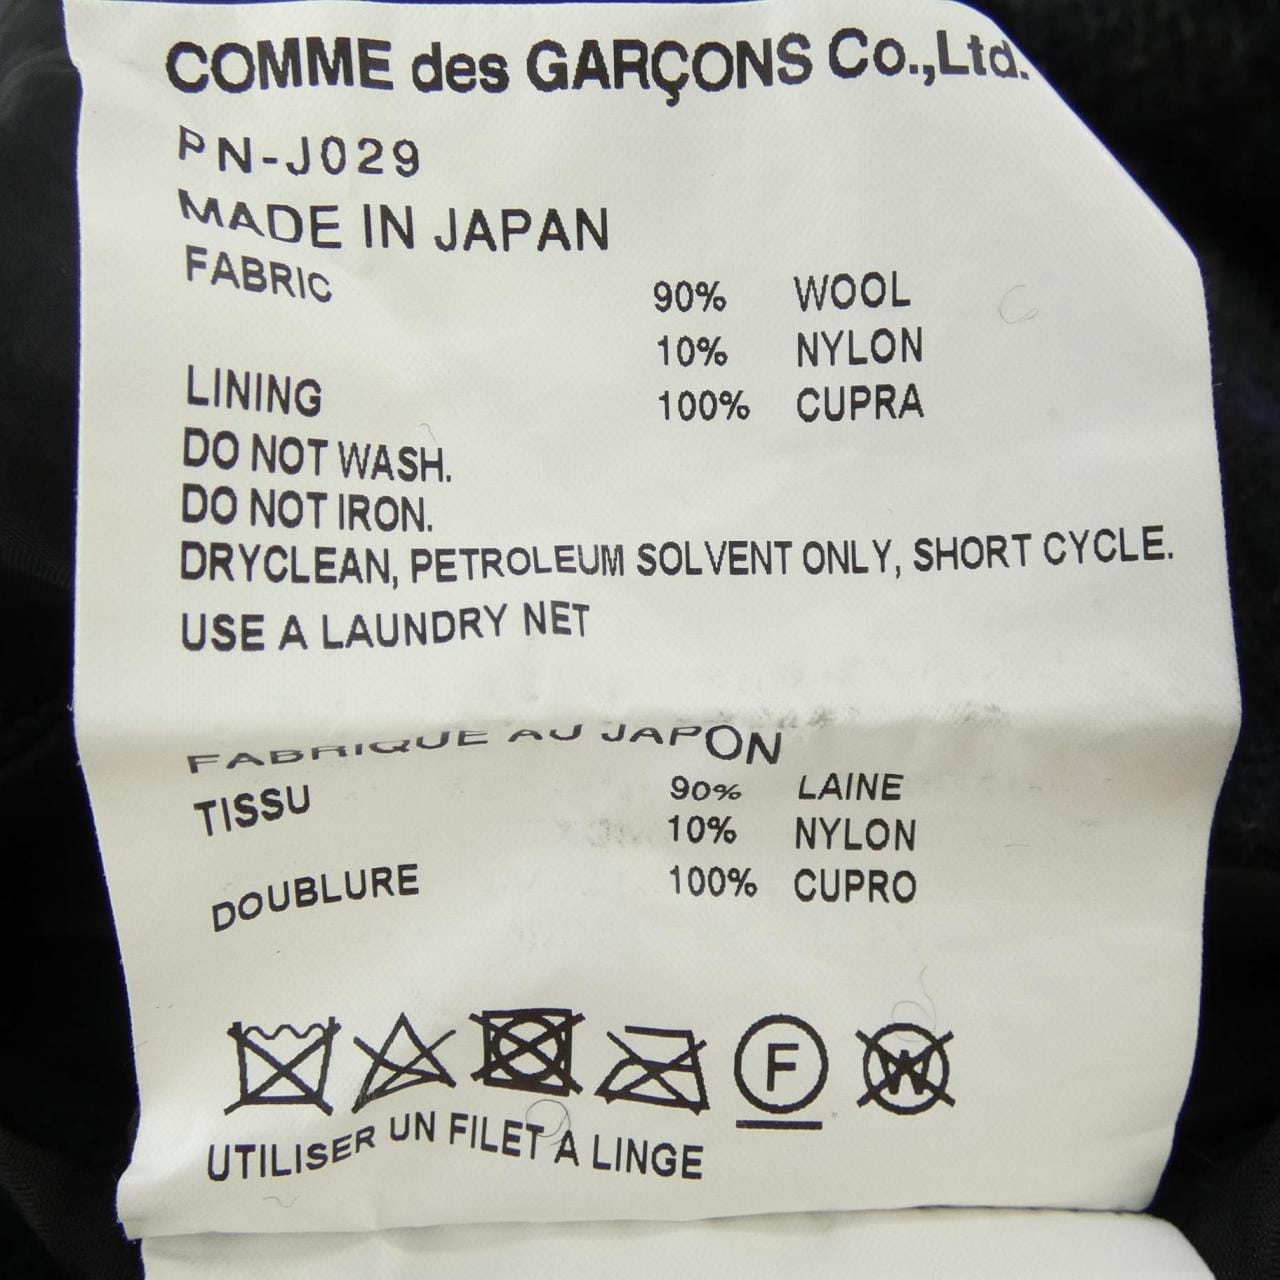 COMME des GARÇONS Co.,Ltd.
PN-J029
MADE IN JAPAN
FABRIC 90% WOOL
10% NYLON
LINING 100% CUPRA
DO NOT WASH.
DO NOT IRON.
DRYCLEAN, PETROLEUM SOLVENT ONLY, SHORT CYCLE.
USE A LAUNDRY NET
FABRIQUE AU JAPON
TISSU 90% LAINE
10% NYLON
DOUBLURE 100% CUPRO
F W
UTILISER UN FILET A LINGE